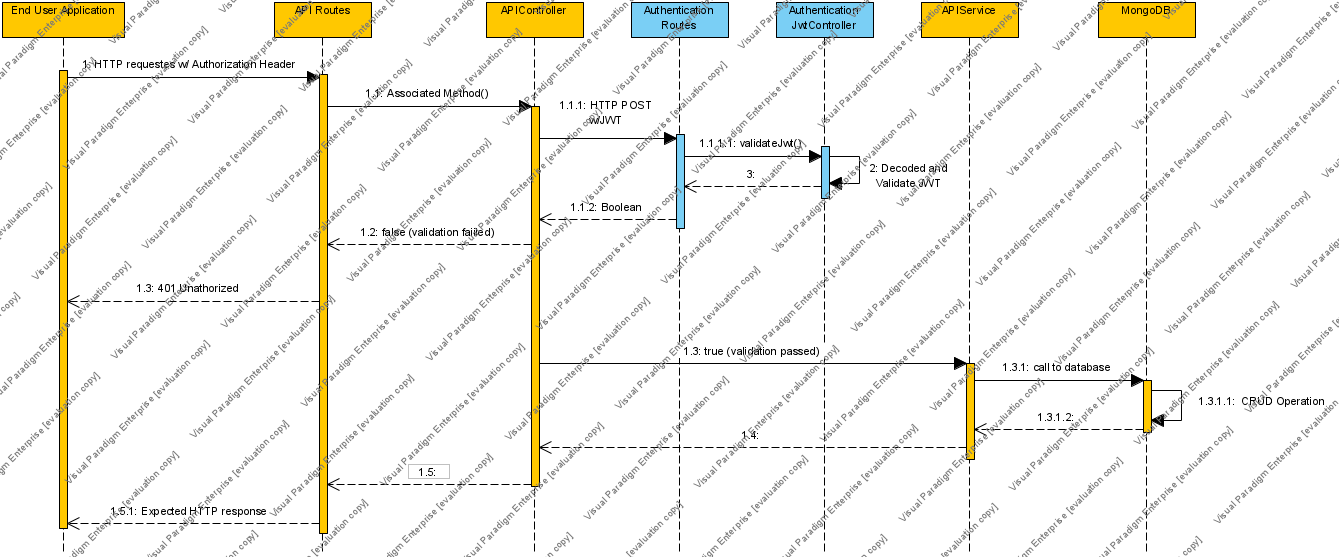 End User Application
API Routes
APIController
Authentication
Routes
Authentication
JwtController
APIService
MongoDB
1: HTTP requestes w/ Authorization Header
1.1: Associated Method()
1.1.1: HTTP POST
w/JWT
1.1.1.1: validateJwt()
2: Decoded and
Validate JWT
3:
1.1.2: Boolean
1.2: false (validation failed)
1.3: 401 Unathorized
1.3: true (validation passed)
1.3.1: call to database
1.3.1.1: CRUD Operation
1.3.1.2:
1.4:
1.5:
1.5.1: Expected HTTP response
Visual Paradigm Enterprise [evaluation copy]